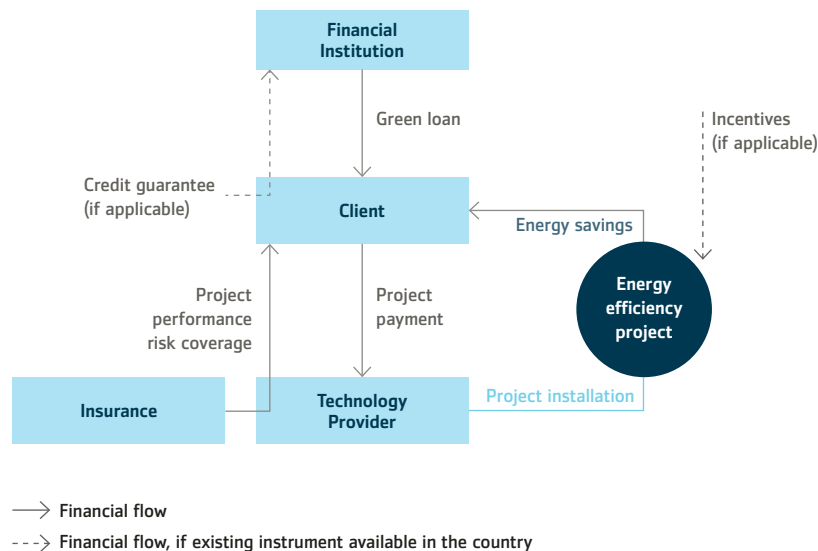 Financial
Institution
Green loan
Incentives
(if applicable)
Credit guarantee
(if applicable)
Client
Energy savings
Energy
efficiency
project
Project
performance
risk coverage
Project
payment
Insurance
Technology
Provider
Project installation
Financial flow
Financial flow, if existing instrument available in the country